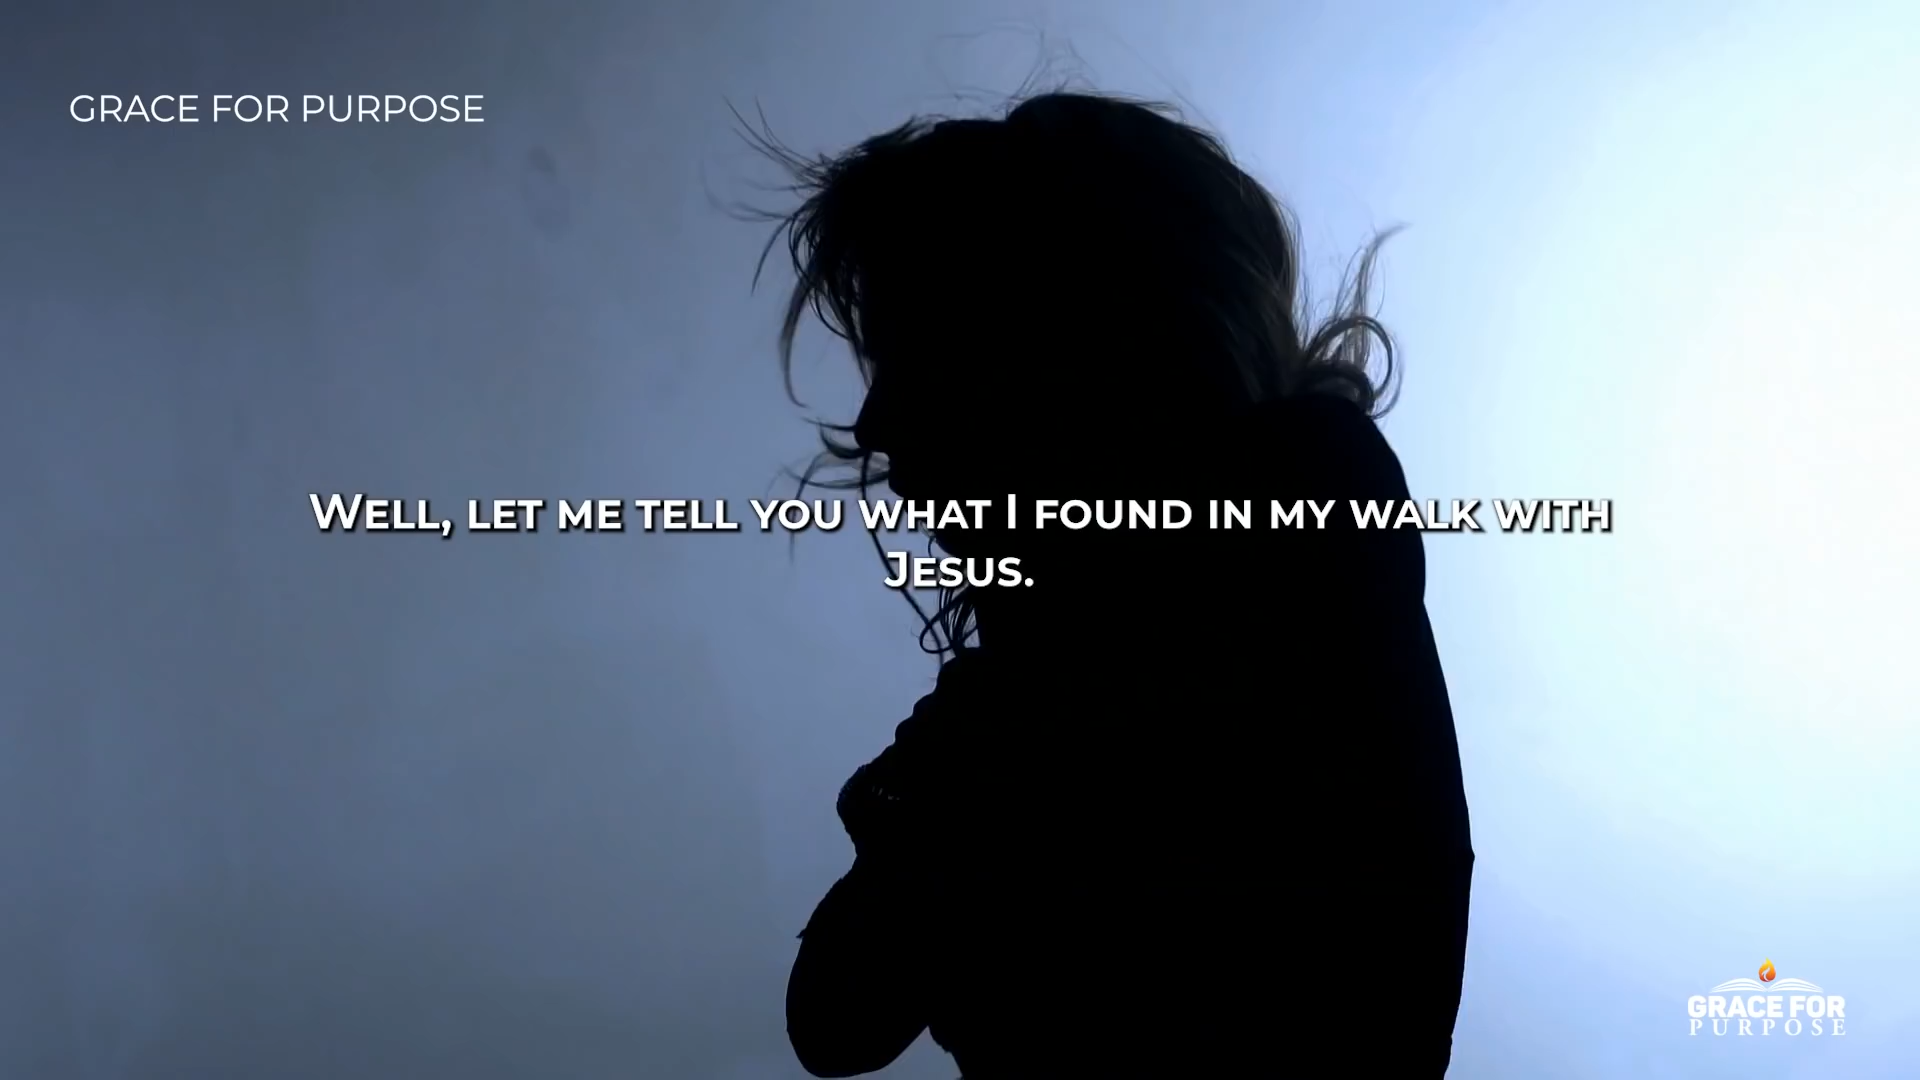 GRACE FOR PURPOSE
Well, let me tell you what I found in my walk with
Jesus.
GRACE FOR
PURPOSE